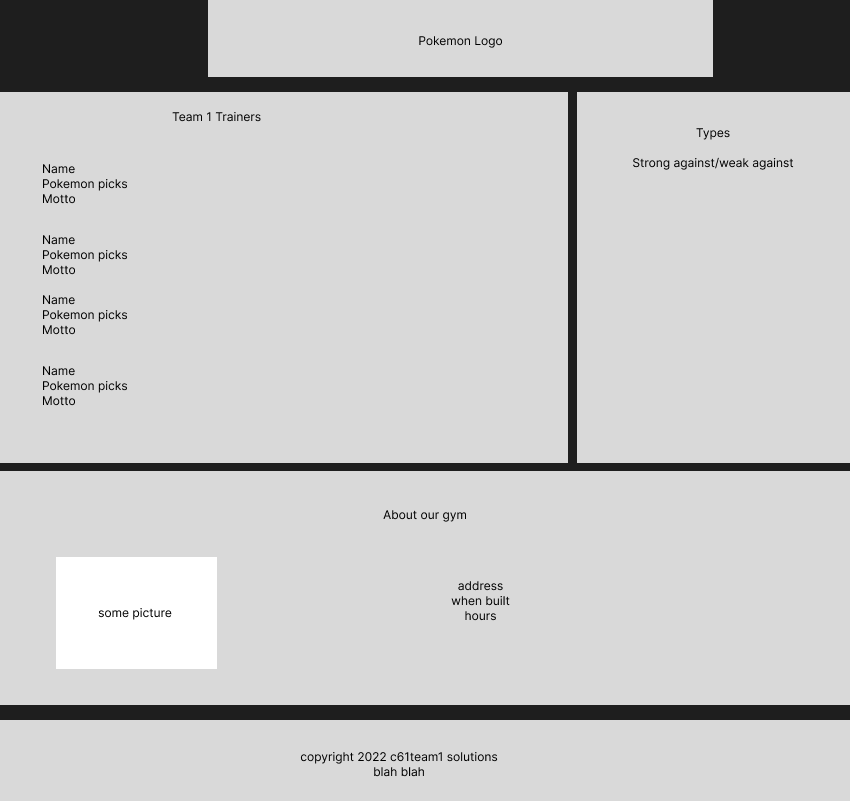 Pokemon Logo
Team 1 Trainers
Name
Pokemon picks
Motto
Name
Pokemon picks
Motto
Name
Pokemon picks
Motto
Name
Pokemon picks
Motto
Types
Strong against/weak against
About our gym
some picture
address
when built
hours
copyright 2022 c61team1 solutions
blah blah